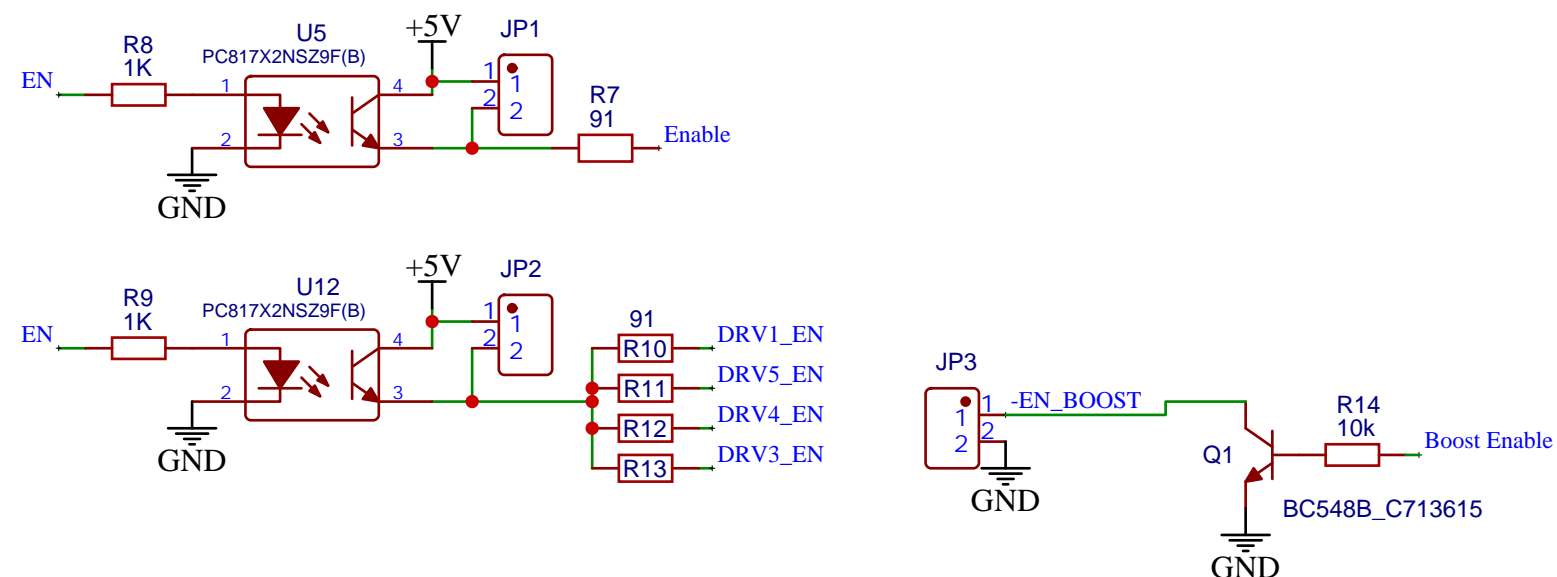 +5V
JP1
U5
PC817X2NSZ9F(B)
R8
1K
EN
1
4
1
1
2
2
R7
91
Enable
2
3
GND
+5V
JP2
U12
PC817X2NSZ9F(B)
R9
1K
EN
1
4
1
1
2
2
91
R10
DRV1_EN
R11
DRV5_EN
R12
DRV4_EN
R13
DRV3_EN
2
3
GND
JP3
1
1
2
2
-EN_BOOST
GND
Q1
R14
10k
Boost Enable
BC548B_C713615
GND